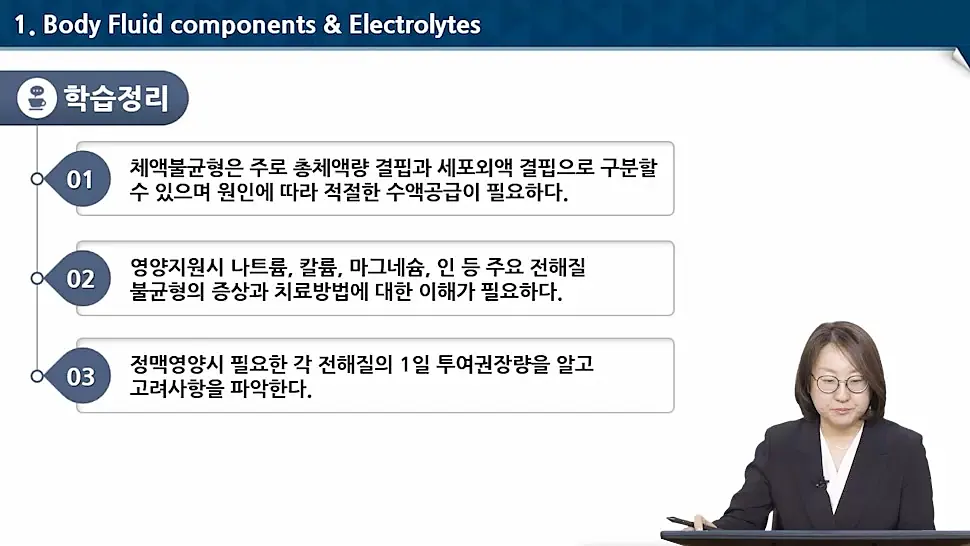 1. Body Fluid components & Electrolytes
학습정리
01
체액불균형은 주로 총체액량 결핍과 세포외액 결핍으로 구분할
수 있으며 원인에 따라 적절한 수액공급이 필요하다.
02
영양지원시 나트륨, 칼륨, 마그네슘, 인 등 주요 전해질
불균형의 증상과 치료방법에 대한 이해가 필요하다.
03
정맥영양시 필요한 각 전해질의 1일 투여권장량을 알고
고려사항을 파악한다.